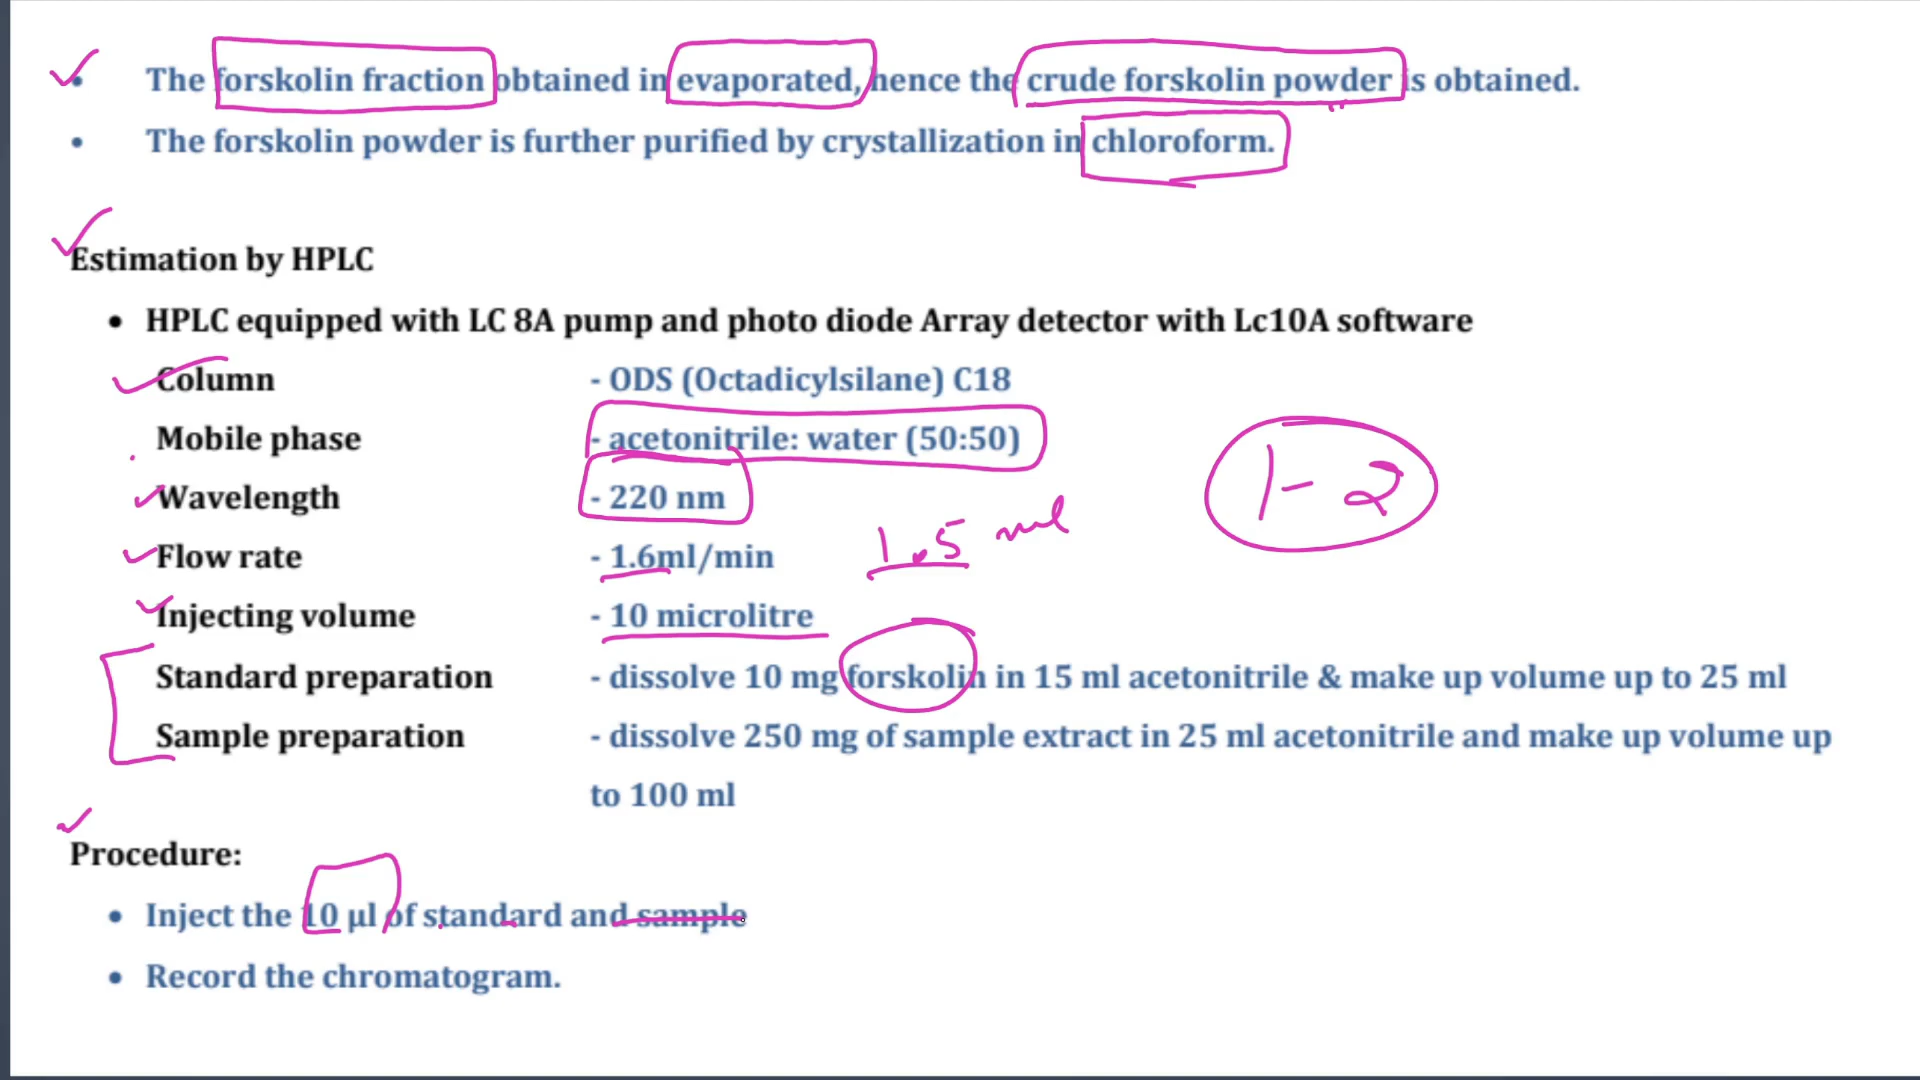 • The forskolin fraction obtained in evaporated, hence the crude forskolin powder is obtained.
• The forskolin powder is further purified by crystallization in chloroform.
Estimation by HPLC
• HPLC equipped with LC 8A pump and photo diode Array detector with Lc10A software
Column - ODS (Octadicylsilane) C18
Mobile phase - acetonitrile: water (50:50)
1-2
Wavelength - 220 nm
Flow rate - 1.6ml/min 1.5 ml
Injecting volume - 10 microlitre
Standard preparation - dissolve 10 mg forskolin in 15 ml acetonitrile & make up volume up to 25 ml
Sample preparation - dissolve 250 mg of sample extract in 25 ml acetonitrile and make up volume up
to 100 ml
Procedure:
• Inject the 10 µl of standard and sample
• Record the chromatogram.